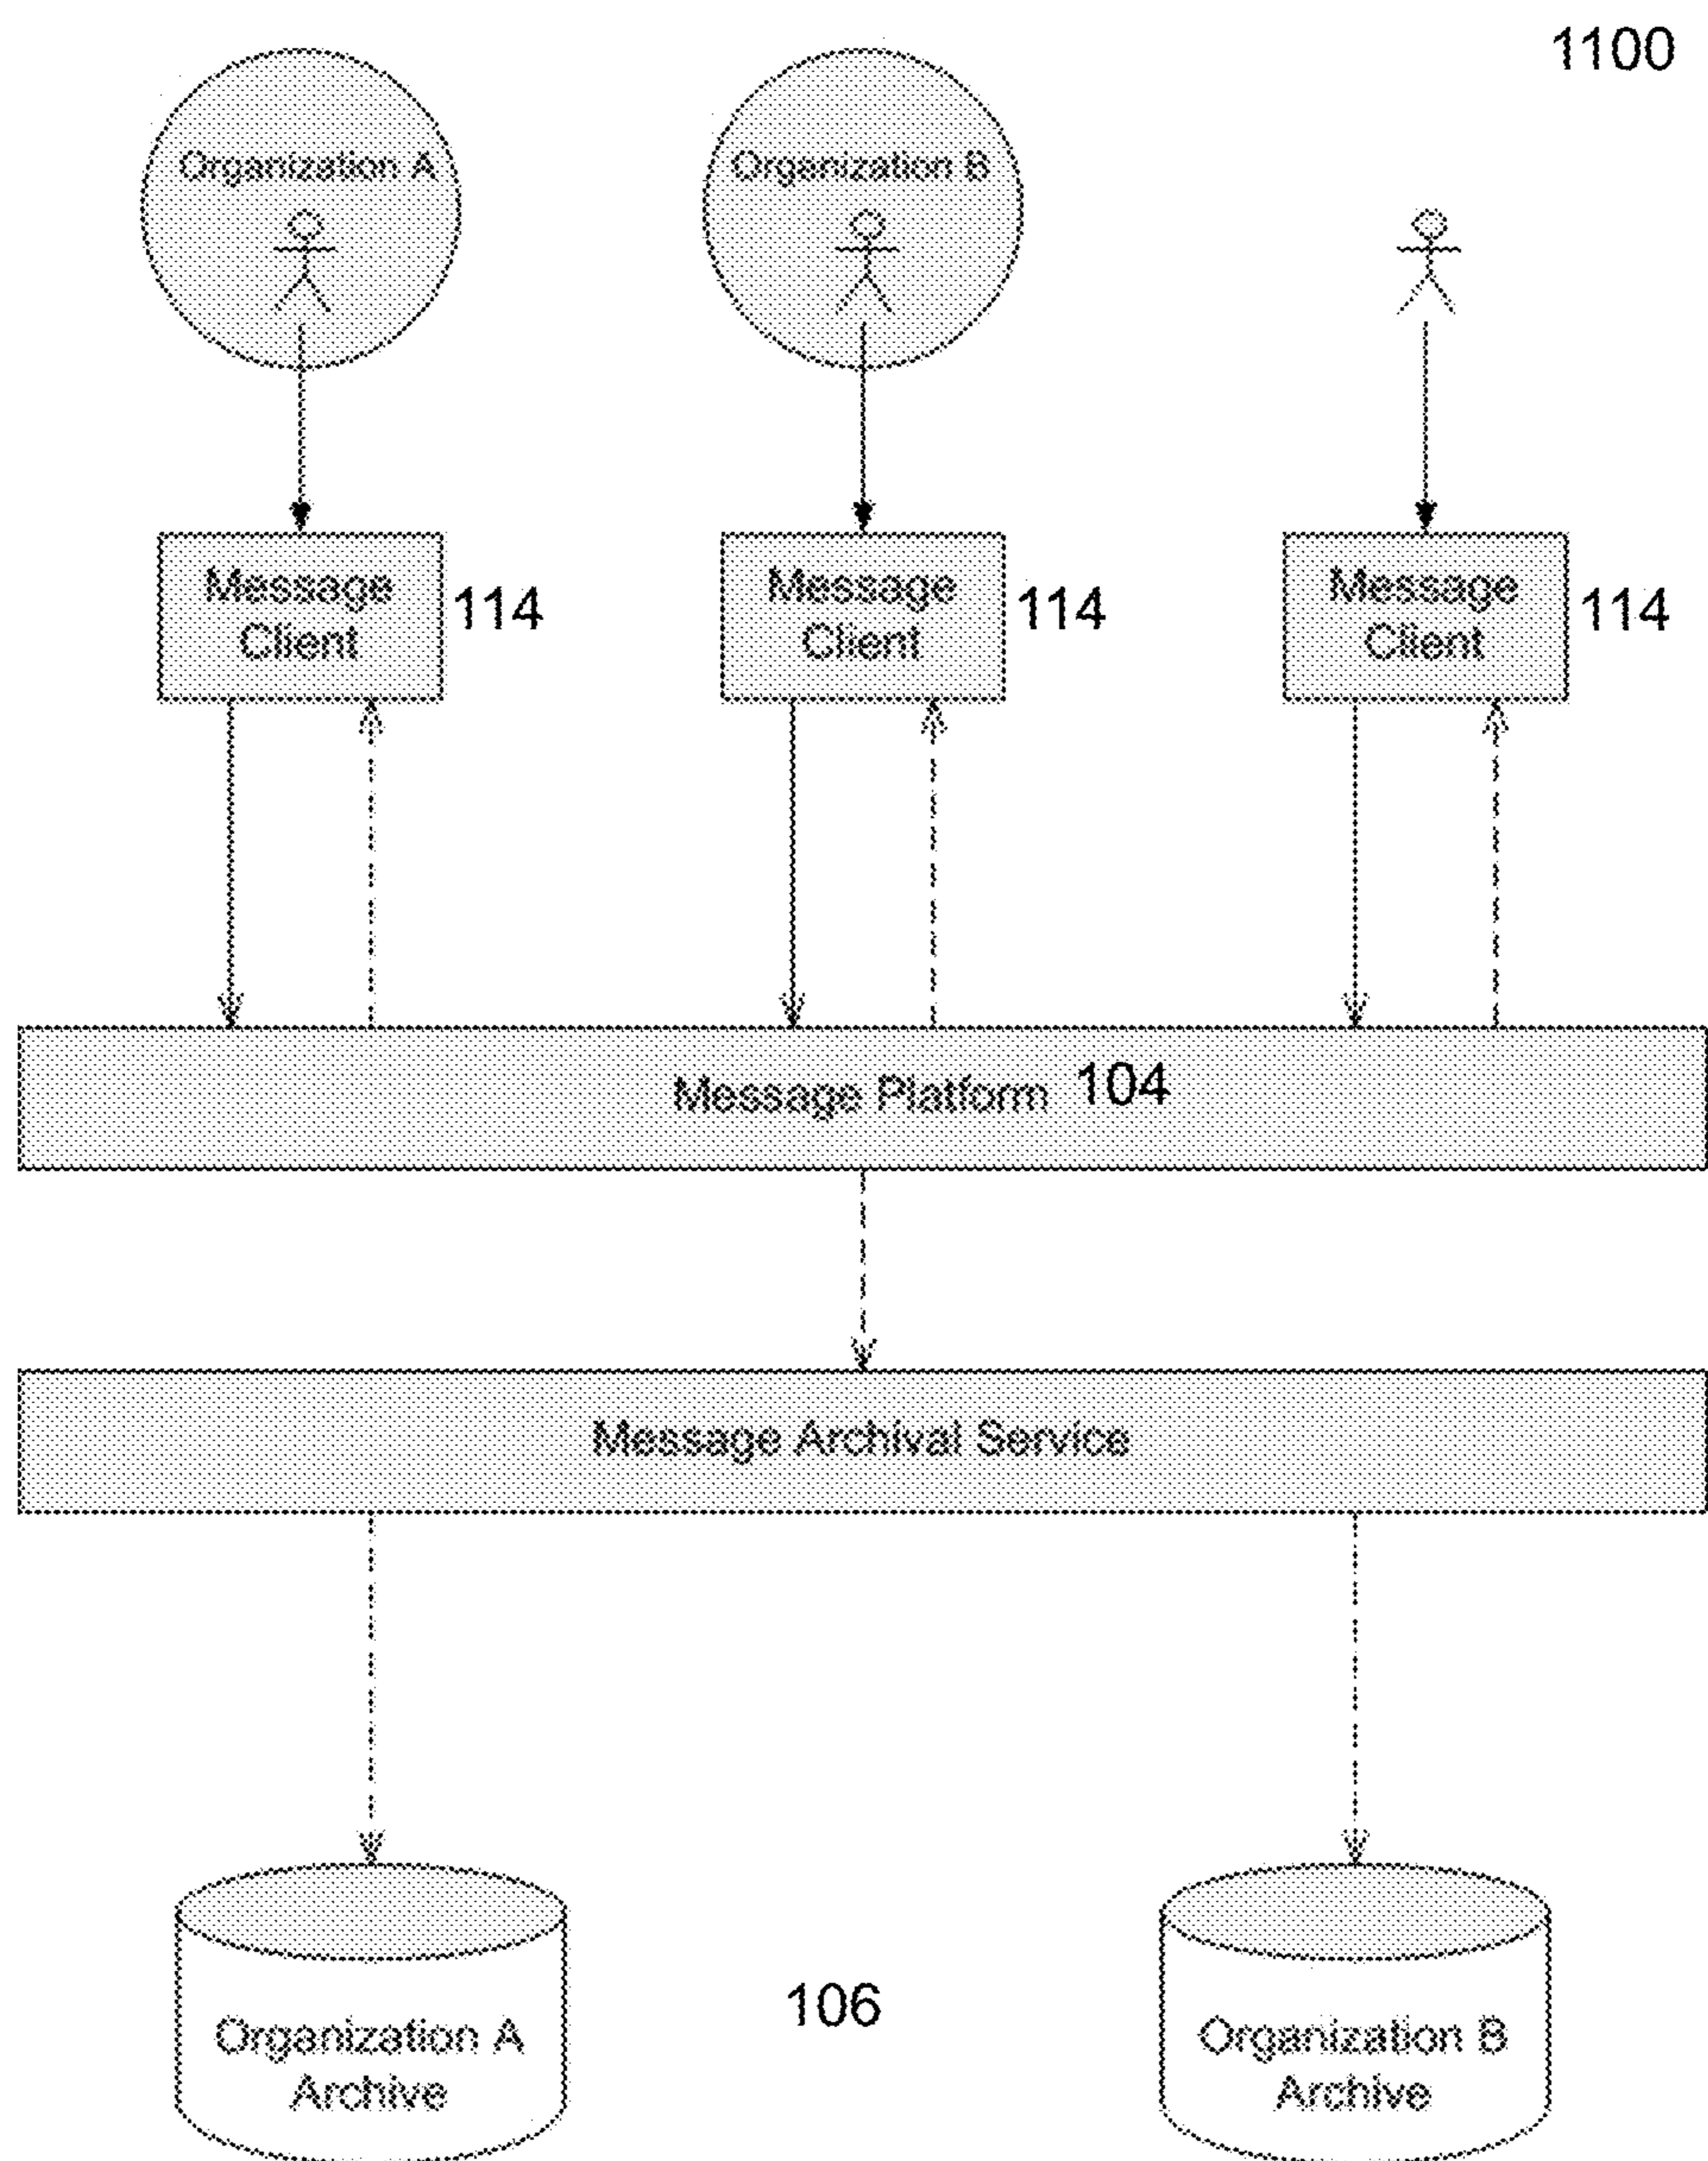 1100
Organization A
Organization B
Message
Client
114
Message
Client
114
Message
Client
114
Message Platform 104
Message Archival Service
106
Organization A
Archive
Organization B
Archive